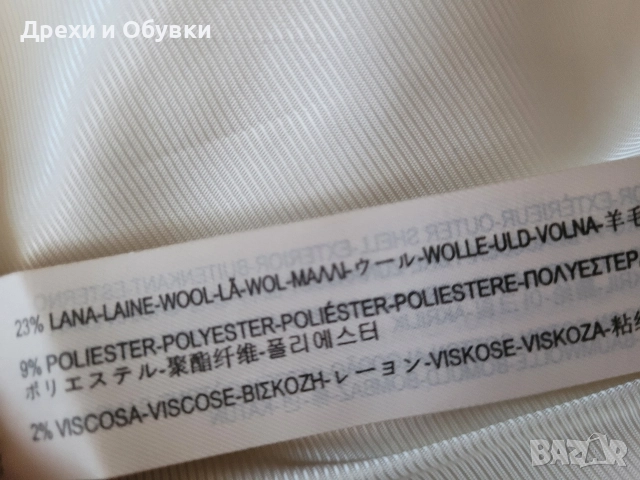 Дрехи и Обувки
23% LANA-LAINE-WOOL-LÃ-WOL-ΜΑΛΛΙ-ウール-WOLLE-ULD-VOLNA-羊毛
9% POLIESTER-POLYESTER-POLIÉSTER-POLIESTERE-ΠΟΛΥΕΣΤΕΡ
ポリエステル-聚酯纤维-폴리에스터
2% VISCOSA-VISCOSE-ΒΙΣΚΟΖΗ-レーヨン-VISKOSE-VISKOZA-粘
BAZAR